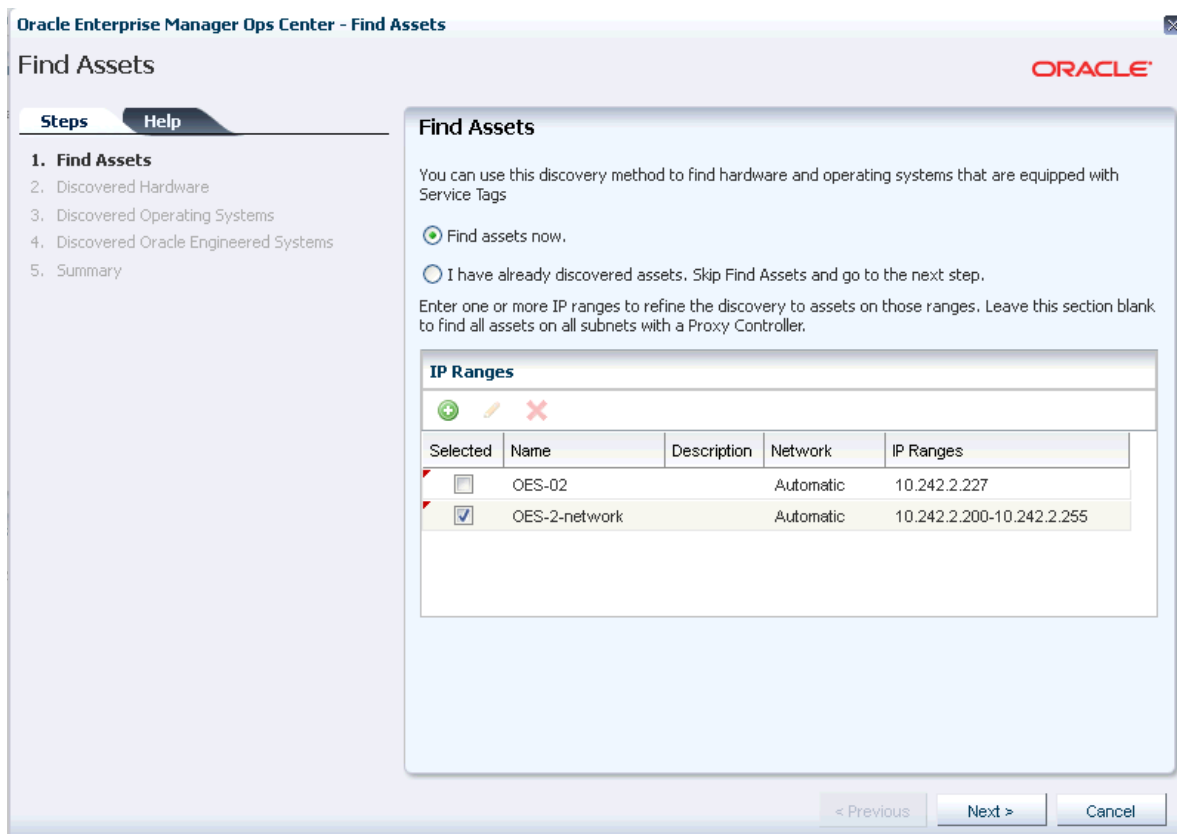 Oracle Enterprise Manager Ops Center - Find Assets
Find Assets
ORACLE
Steps Help
1. Find Assets
2. Discovered Hardware
3. Discovered Operating Systems
4. Discovered Oracle Engineered Systems
5. Summary
Find Assets
You can use this discovery method to find hardware and operating systems that are equipped with
Service Tags
Find assets now.
I have already discovered assets. Skip Find Assets and go to the next step.
Enter one or more IP ranges to refine the discovery to assets on those ranges. Leave this section blank
to find all assets on all subnets with a Proxy Controller.
IP Ranges
Selected Name Description Network IP Ranges
OES-02 Automatic 10.242.2.227
OES-2-network Automatic 10.242.2.200-10.242.2.255
< Previous Next > Cancel